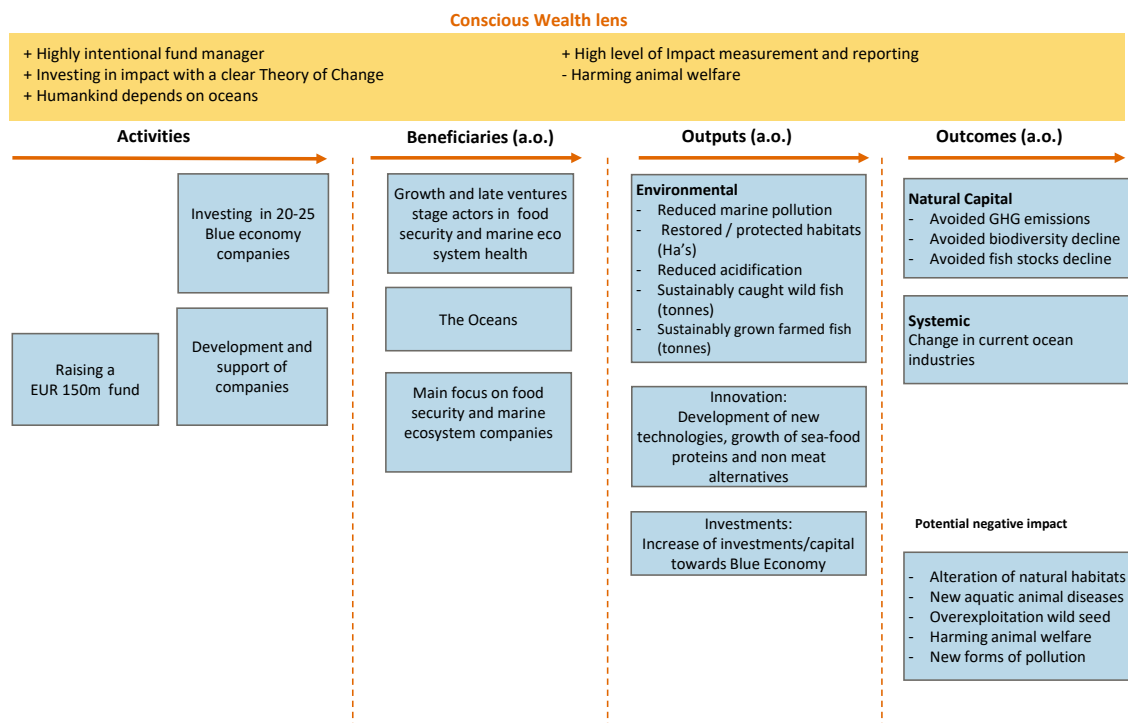 Conscious Wealth lens
+ Highly intentional fund manager
+ Investing in impact with a clear Theory of Change
+ Humankind depends on oceans
+ High level of Impact measurement and reporting
- Harming animal welfare
Activities
Raising a
EUR 150m fund
Investing in 20-25
Blue economy
companies
Development and
support of
companies
Beneficiaries (a.o.)
Growth and late ventures
stage actors in food
security and marine eco
system health
The Oceans
Main focus on food
security and marine
ecosystem companies
Outputs (a.o.)
Environmental
- Reduced marine pollution
- Restored / protected habitats
(Ha's)
- Reduced acidification
- Sustainably caught wild fish
(tonnes)
- Sustainably grown farmed fish
(tonnes)
Innovation:
Development of new
technologies, growth of sea-food
proteins and non meat
alternatives
Investments:
Increase of investments/capital
towards Blue Economy
Outcomes (a.o.)
Natural Capital
- Avoided GHG emissions
- Avoided biodiversity decline
- Avoided fish stocks decline
Systemic
Change in current ocean
industries
Potential negative impact
- Alteration of natural habitats
- New aquatic animal diseases
- Overexploitation wild seed
- Harming animal welfare
- New forms of pollution